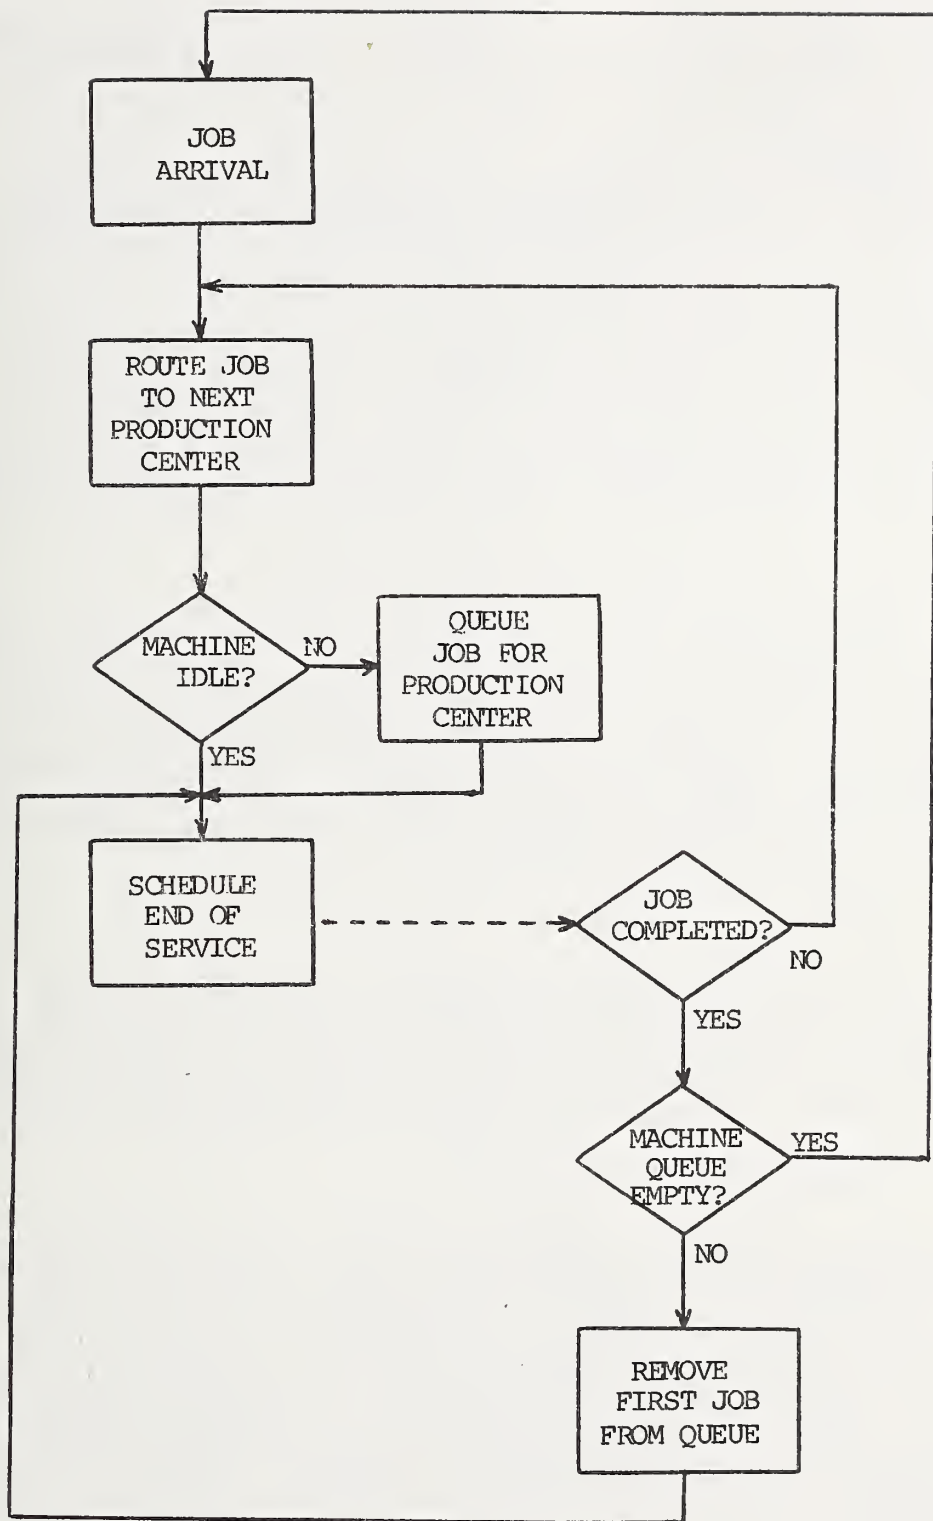 JOB
ARRIVAL
ROUTE JOB
TO NEXT
PRODUCTION
CENTER
MACHINE
IDLE?
NO
QUEUE
JOB FOR
PRODUCTION
CENTER
YES
SCHEDULE
END OF
SERVICE
JOB
COMPLETED?
NO
YES
MACHINE
QUEUE
EMPTY?
YES
NO
REMOVE
FIRST JOB
FROM QUEUE